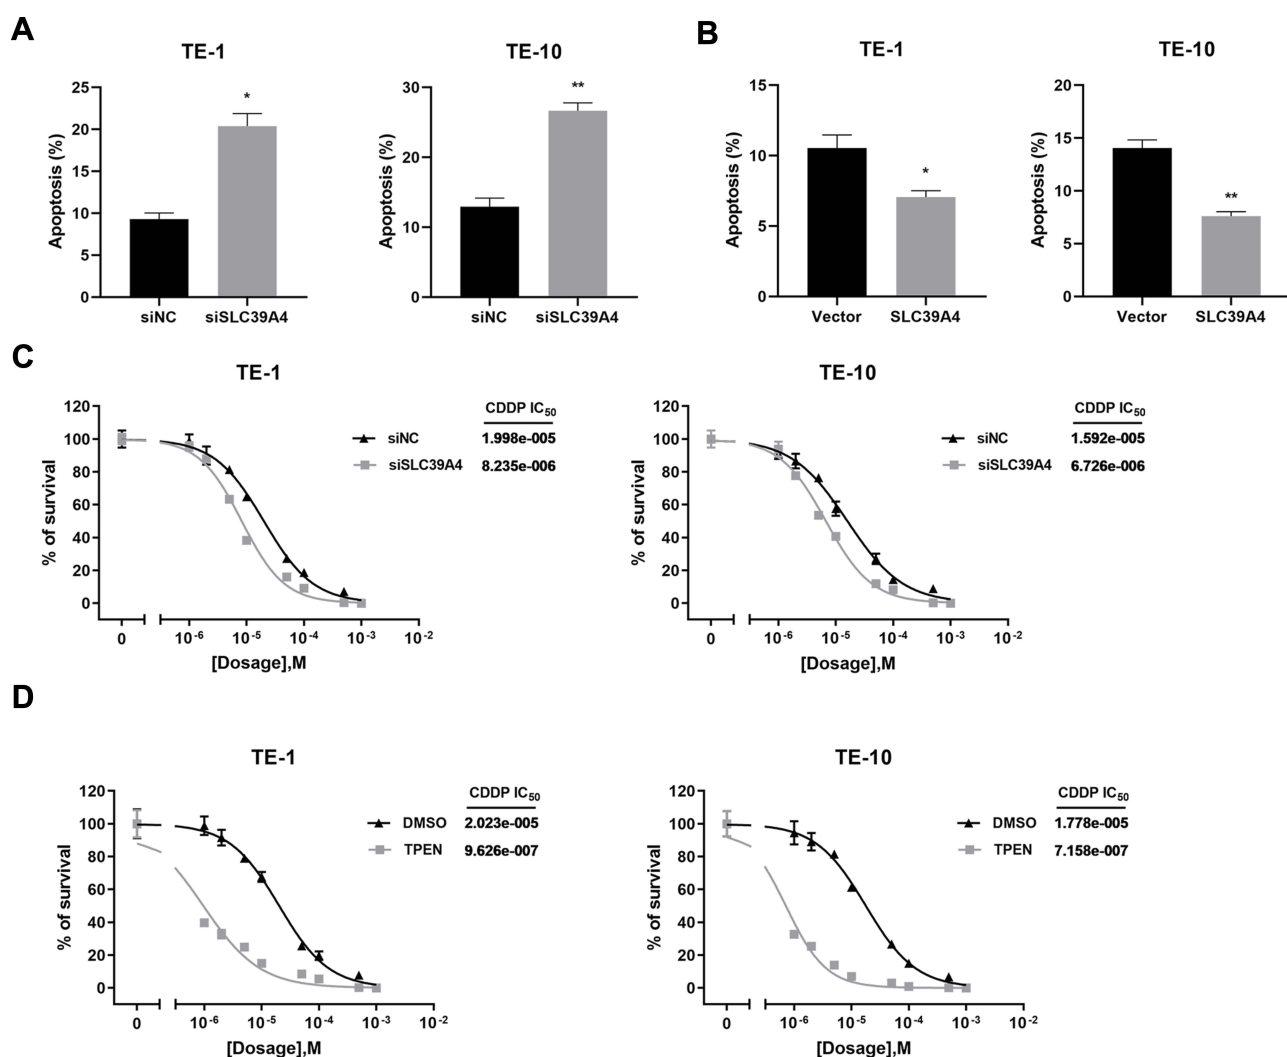 A
TE-1
Apoptosis (%)
25
20
15
10
5
0
*
siNC
siSLC39A4
TE-10
Apoptosis (%)
30
20
10
0
**
siNC
siSLC39A4
B
TE-1
Apoptosis (%)
15
10
5
0
*
Vector
SLC39A4
TE-10
Apoptosis (%)
20
15
10
5
0
**
Vector
SLC39A4
C
TE-1
% of survival
120
100
80
60
40
20
0
0
10-6
10-5
10-4
10-3
10-2
[Dosage],M
CDDP IC50
siNC 1.998e-005
siSLC39A4 8.235e-006
TE-10
% of survival
120
100
80
60
40
20
0
0
10-6
10-5
10-4
10-3
10-2
[Dosage],M
CDDP IC50
siNC 1.592e-005
siSLC39A4 6.726e-006
D
TE-1
% of survival
120
100
80
60
40
20
0
0
10-6
10-5
10-4
10-3
10-2
[Dosage],M
CDDP IC50
DMSO 2.023e-005
TPEN 9.626e-007
TE-10
% of survival
120
100
80
60
40
20
0
0
10-6
10-5
10-4
10-3
10-2
[Dosage],M
CDDP IC50
DMSO 1.778e-005
TPEN 7.158e-007